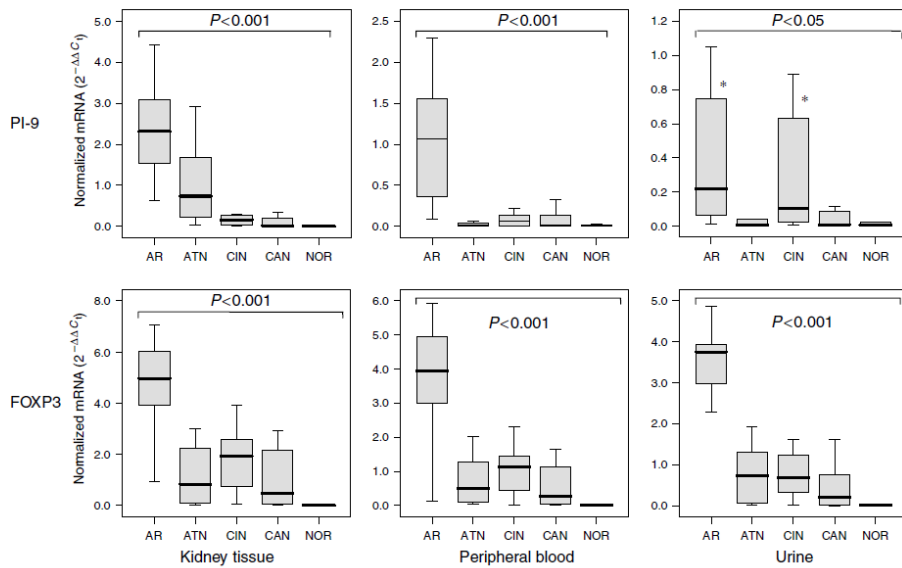 PI-9
Normalized mRNA (2^−ΔΔCt)
P<0.001
5.0
4.0
3.0
2.0
1.0
0.0
AR ATN CIN CAN NOR
P<0.001
2.5
2.0
1.5
1.0
0.5
0.0
AR ATN CIN CAN NOR
P<0.05
1.2
1.0
0.8
0.6
0.4
0.2
0.0
* *
AR ATN CIN CAN NOR
FOXP3
Normalized mRNA (2^−ΔΔCt)
P<0.001
8.0
6.0
4.0
2.0
0.0
AR ATN CIN CAN NOR
Kidney tissue
P<0.001
6.0
5.0
4.0
3.0
2.0
1.0
0.0
AR ATN CIN CAN NOR
Peripheral blood
P<0.001
5.0
4.0
3.0
2.0
1.0
0.0
AR ATN CIN CAN NOR
Urine